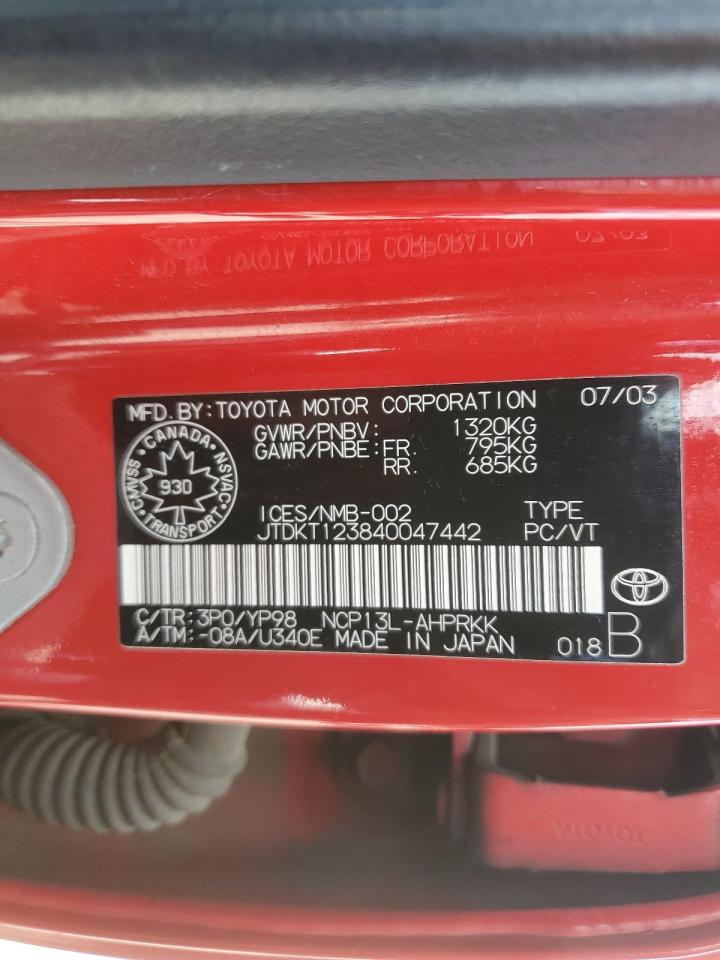 MFD.BY:TOYOTA MOTOR CORPORATION 07/03
GVWR/PNBV: 1320KG
GAWR/PNBE:FR. 795KG
RR. 685KG
CANADA
CMVSS NSVAC
930
TRANSPORT
ICES/NMB-002 TYPE
JTDKT123840047442 PC/VT
C/TR:3P0/YP98 NCP13L-AHPRKK
A/TM:-08A/U340E MADE IN JAPAN 018 B
TOYOTA